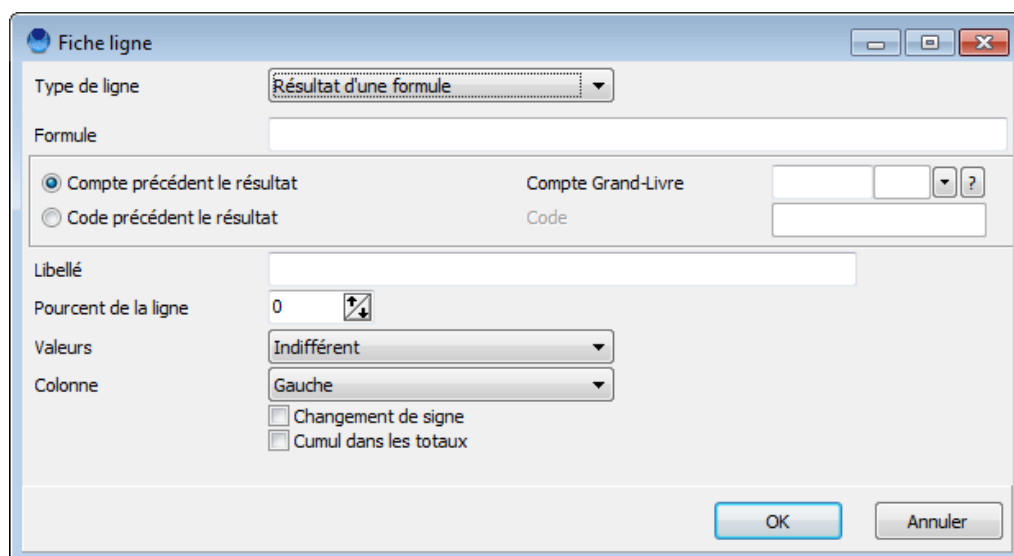 Fiche ligne
Type de ligne Résultat d'une formule
Formule
Compte précédent le résultat Compte Grand-Livre ?
Code précédent le résultat Code
Libellé
Pourcent de la ligne 0
Valeurs Indifférent
Colonne Gauche
Changement de signe
Cumul dans les totaux
OK Annuler